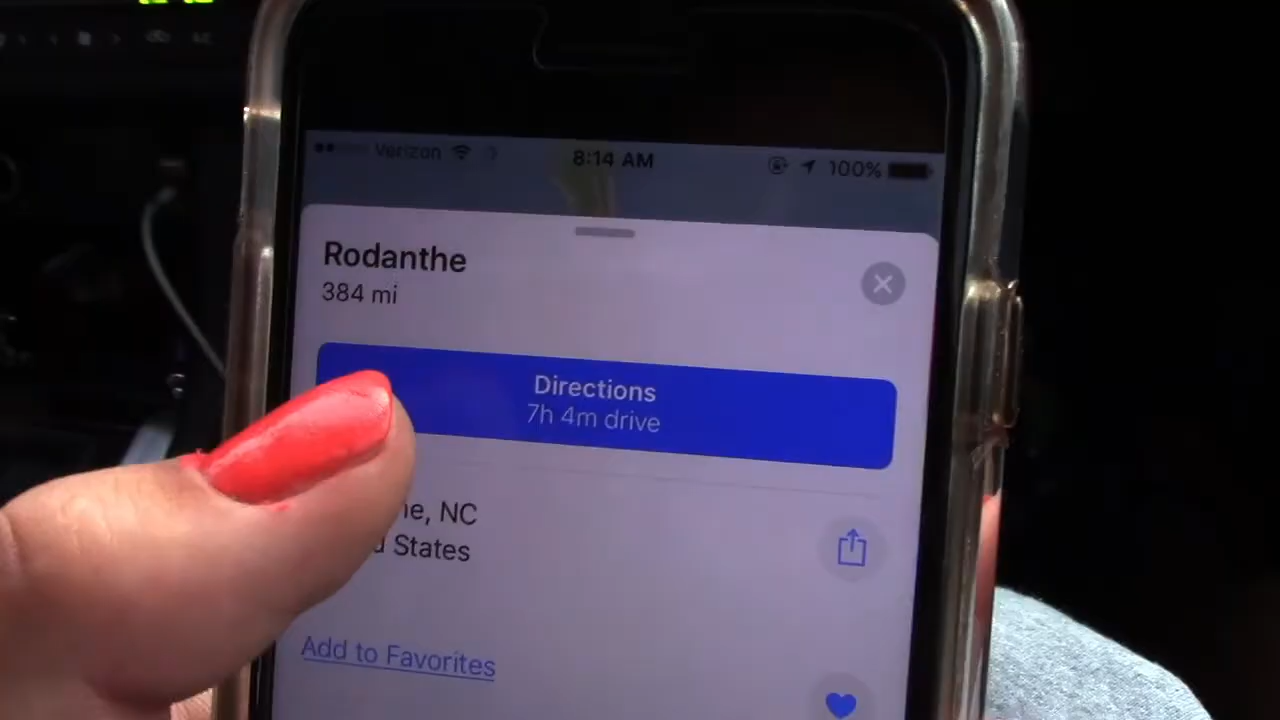 Verizon 8:14 AM 100%
Rodanthe
384 mi
Directions
7h 4m drive
ne, NC
d States
Add to Favorites